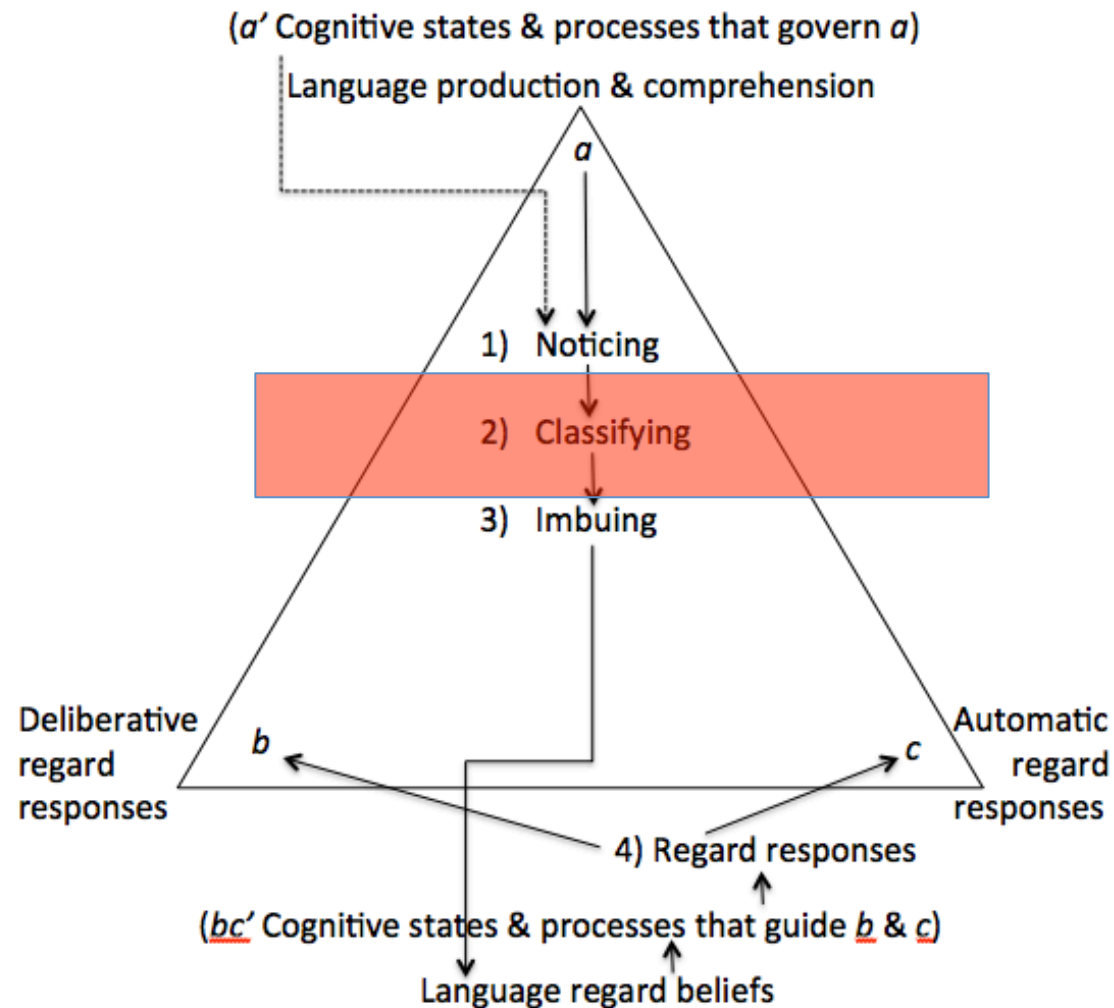 (a′ Cognitive states & processes that govern a)
Language production & comprehension
a
1) Noticing
2) Classifying
3) Imbuing
Deliberative
regard
responses
b
c
Automatic
regard
responses
4) Regard responses
(bc′ Cognitive states & processes that guide b & c)
Language regard beliefs